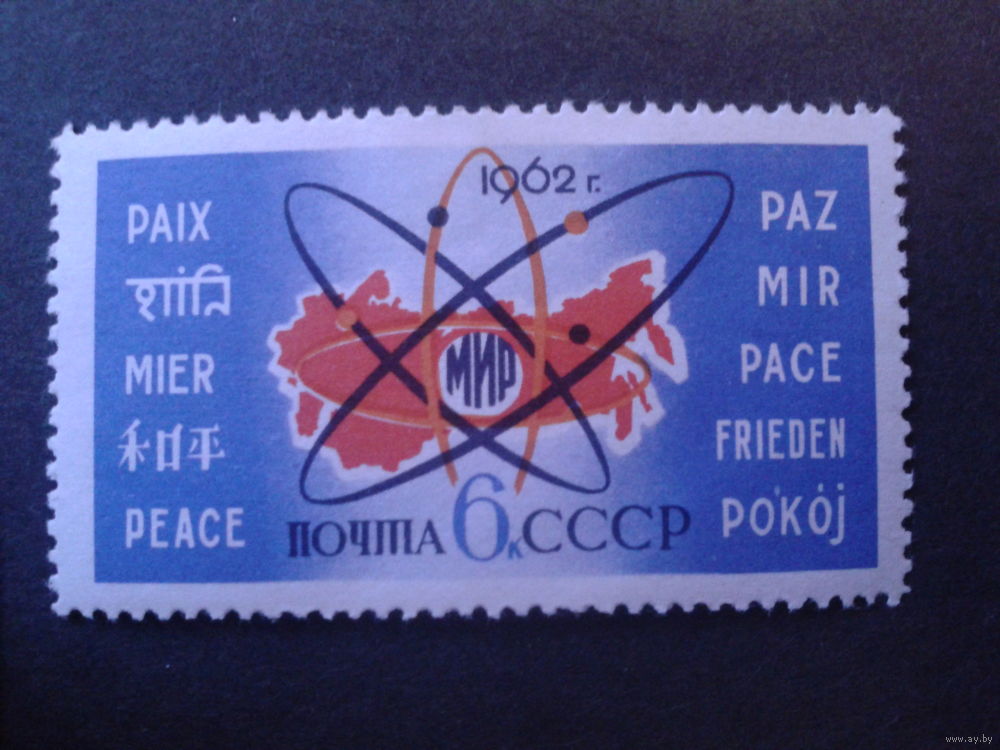 1962 г.
PAIX
शांति
MIER
和平
PEACE
МИР
PAZ
MIR
PACE
FRIEDEN
POKÓJ
ПОЧТА 6к СССР
www.ay.by